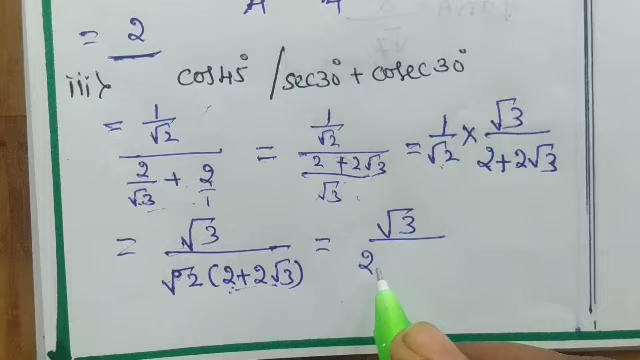 = 2
iii> cos45° / sec30° + cosec30°
= 1/√2 / (2/√3 + 2/1) = 1/√2 / ((2+2√3)/√3) = 1/√2 × √3/(2+2√3)
= √3 / √2(2+2√3) = √3 / 2